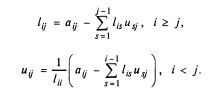 l_{ij} = a_{ij} - \sum_{s=1}^{j-1} l_{is} u_{sj}, i ≥ j,
u_{ij} = \frac{1}{l_{ii}} \left( a_{ij} - \sum_{s=1}^{i-1} l_{is} u_{sj} \right), i < j.